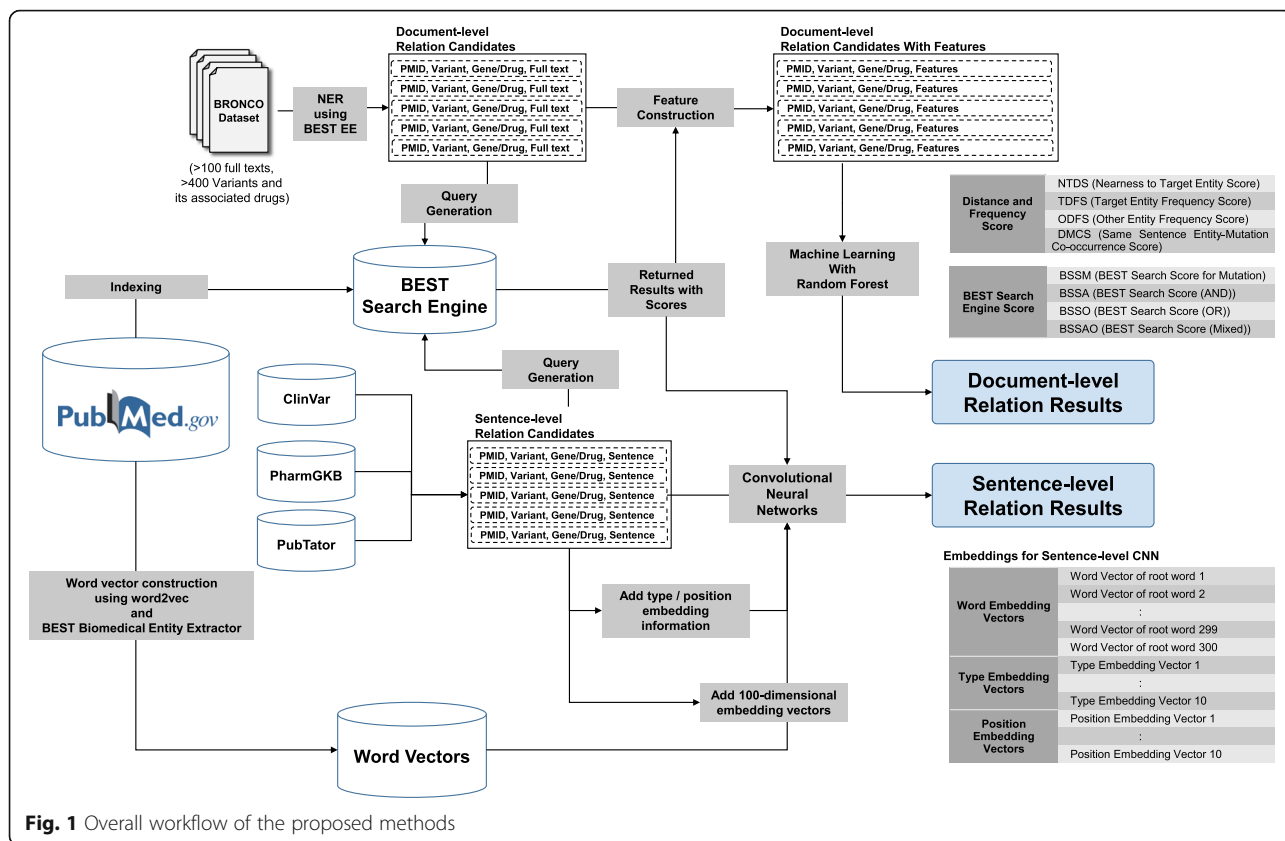 Document-level
Relation Candidates
PMID, Variant, Gene/Drug, Full text
PMID, Variant, Gene/Drug, Full text
PMID, Variant, Gene/Drug, Full text
PMID, Variant, Gene/Drug, Full text
PMID, Variant, Gene/Drug, Full text
Document-level
Relation Candidates With Features
PMID, Variant, Gene/Drug, Features
PMID, Variant, Gene/Drug, Features
PMID, Variant, Gene/Drug, Features
PMID, Variant, Gene/Drug, Features
PMID, Variant, Gene/Drug, Features
BRONCO
Dataset
(>100 full texts,
>400 Variants and
its associated drugs)
NER
using
BEST EE
Feature
Construction
Query
Generation
Indexing
BEST
Search Engine
Returned
Results with
Scores
Machine Learning
With
Random Forest
Distance and
Frequency
Score
NTDS (Nearness to Target Entity Score)
TDFS (Target Entity Frequency Score)
ODFS (Other Entity Frequency Score)
DMCS (Same Sentence Entity-Mutation
Co-occurrence Score)
BEST Search
Engine Score
BSSM (BEST Search Score for Mutation)
BSSA (BEST Search Score (AND))
BSSO (BEST Search Score (OR))
BSSAO (BEST Search Score (Mixed))
PubMed.gov
ClinVar
PharmGKB
PubTator
Query
Generation
Sentence-level
Relation Candidates
PMID, Variant, Gene/Drug, Sentence
PMID, Variant, Gene/Drug, Sentence
PMID, Variant, Gene/Drug, Sentence
PMID, Variant, Gene/Drug, Sentence
PMID, Variant, Gene/Drug, Sentence
Convolutional
Neural
Networks
Document-level
Relation Results
Sentence-level
Relation Results
Word vector construction
using word2vec
and
BEST Biomedical Entity Extractor
Add type / position
embedding
information
Add 100-dimensional
embedding vectors
Word Vectors
Embeddings for Sentence-level CNN
Word Embedding
Vectors
Word Vector of root word 1
Word Vector of root word 2
:
Word Vector of root word 299
Word Vector of root word 300
Type Embedding
Vectors
Type Embedding Vector 1
:
Type Embedding Vector 10
Position
Embedding
Vectors
Position Embedding Vector 1
:
Position Embedding Vector 10
Fig. 1 Overall workflow of the proposed methods